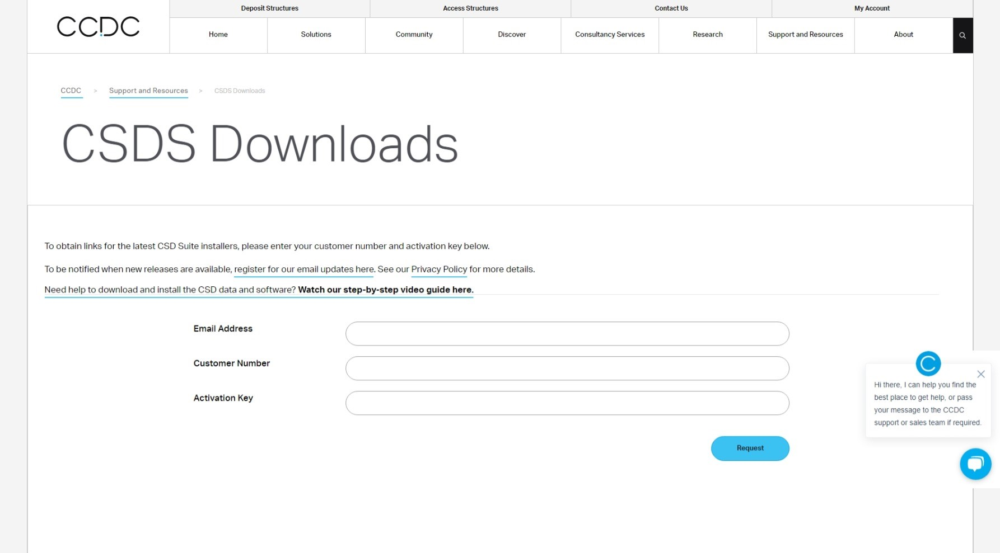 Deposit Structures
Access Structures
Contact Us
My Account
CCDC
Home
Solutions
Community
Discover
Consultancy Services
Research
Support and Resources
About
CCDC > Support and Resources > CSDS Downloads
CSDS Downloads
To obtain links for the latest CSD Suite installers, please enter your customer number and activation key below.
To be notified when new releases are available, register for our email updates here. See our Privacy Policy for more details.
Need help to download and install the CSD data and software? Watch our step-by-step video guide here.
Email Address
Customer Number
Activation Key
Request
Hi there, I can help you find the
best place to get help, or pass
your message to the CCDC
support or sales team if required.